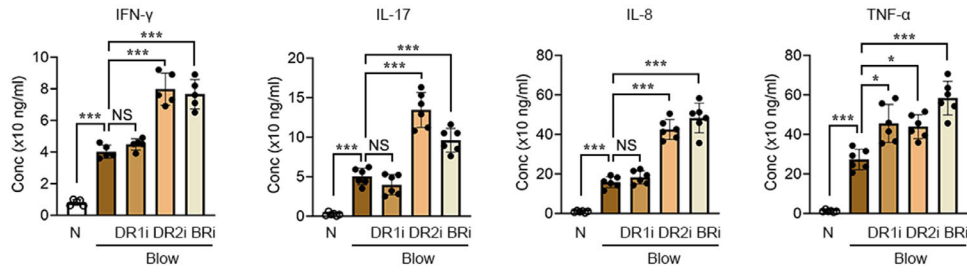 IFN-γ
Conc (x10 ng/ml)
10
8
6
4
2
0
***
***
***
NS
N
DR1i DR2i BRi
Blow
IL-17
Conc (x10 ng/ml)
20
15
10
5
0
***
***
***
NS
N
DR1i DR2i BRi
Blow
IL-8
Conc (x10 ng/ml)
80
60
40
20
0
***
***
***
NS
N
DR1i DR2i BRi
Blow
TNF-α
Conc (x10 ng/ml)
80
60
40
20
0
***
*
*
***
N
DR1i DR2i BRi
Blow